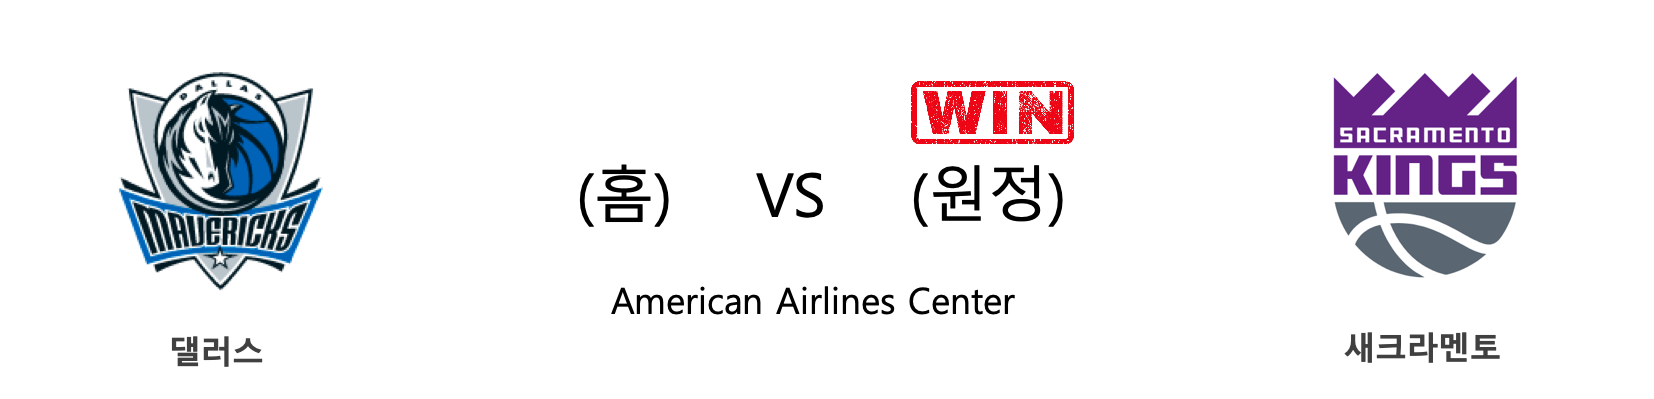 DALLAS
MAVERICKS
댈러스
WIN
(홈) VS (원정)
American Airlines Center
SACRAMENTO
KINGS
새크라멘토